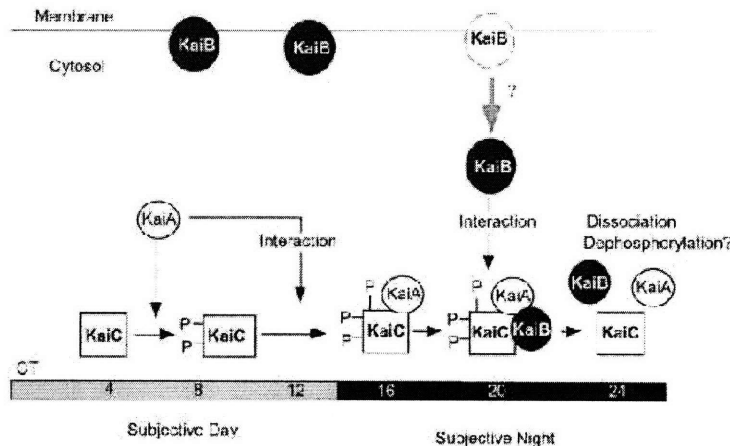 Membrane
KaiB
KaiB
KaiB
Cytosol
?
KaiB
KaiA
Interaction
Interaction
Dissociation
Dephosphorylation?
P
P
KaiA
KaiA
KaiB
KaiA
KaiC
P
P
KaiC
P
P
KaiC
P
P
KaiC
KaiB
KaiC
CT
4
8
12
16
20
24
Subjective Day
Subjective Night